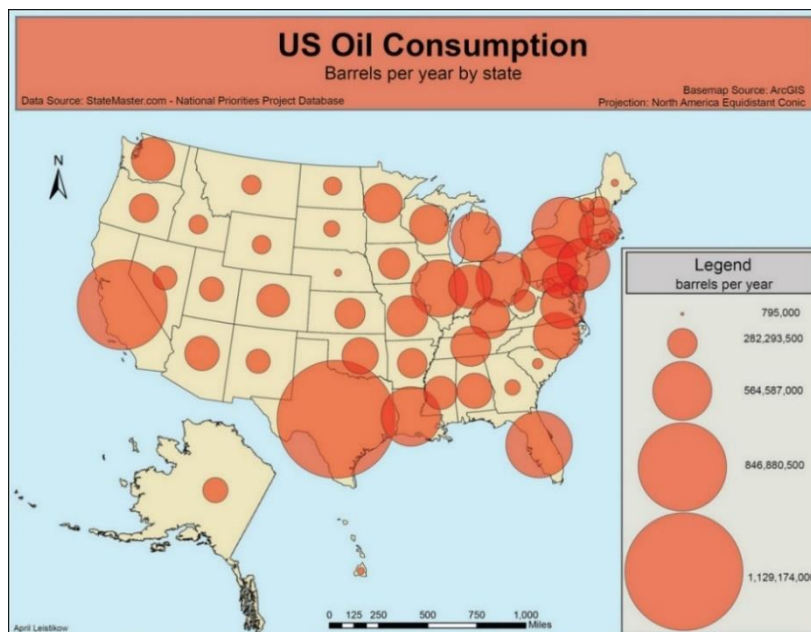 US Oil Consumption
Barrels per year by state
Data Source: StateMaster.com - National Priorities Project Database
Basemap Source: ArcGIS
Projection: North America Equidistant Conic
N
Legend
barrels per year
795,000
282,293,500
564,587,000
846,880,500
1,129,174,000
0 125 250 500 750 1,000
Miles
April Leistikow